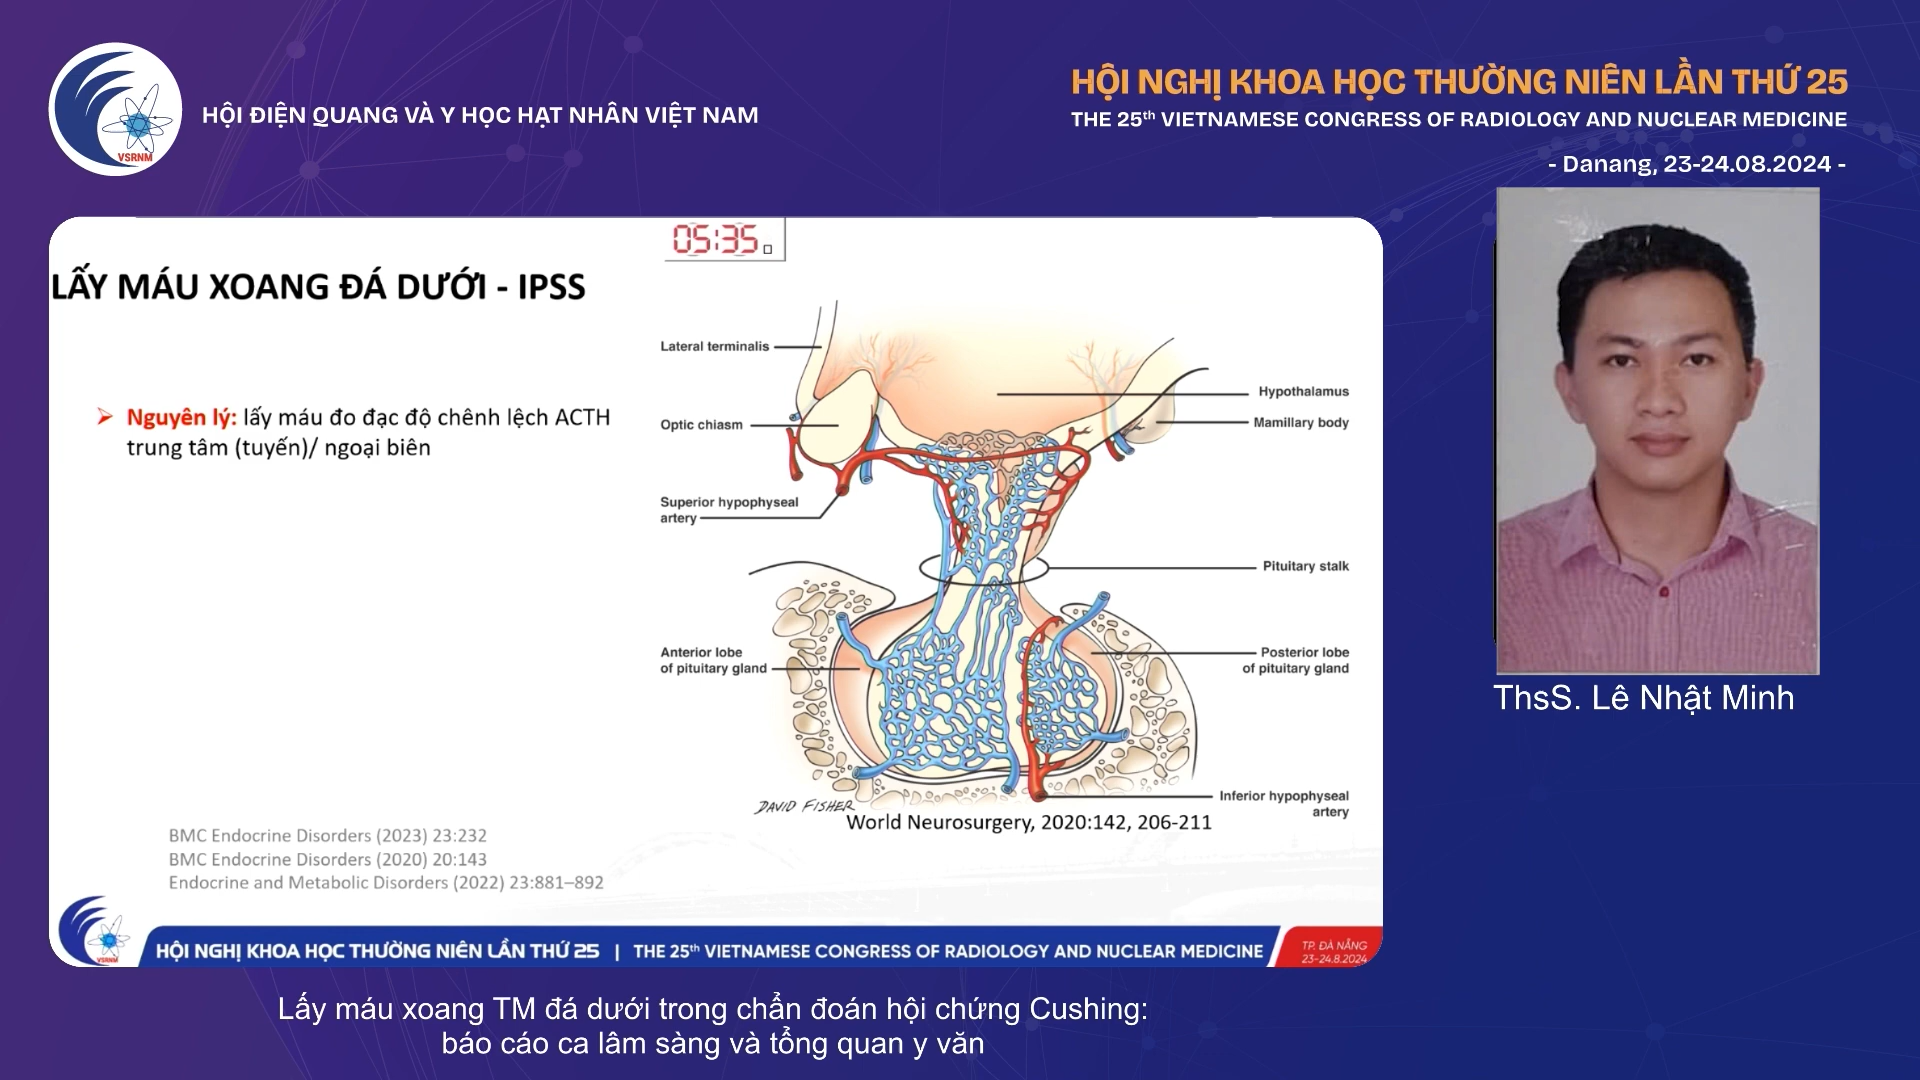 VSRNM
HỘI ĐIỆN QUANG VÀ Y HỌC HẠT NHÂN VIỆT NAM
HỘI NGHỊ KHOA HỌC THƯỜNG NIÊN LẦN THỨ 25
THE 25th VIETNAMESE CONGRESS OF RADIOLOGY AND NUCLEAR MEDICINE
- Danang, 23-24.08.2024 -
05:35
LẤY MÁU XOANG ĐÁ DƯỚI - IPSS
Nguyên lý: lấy máu đo đạc độ chênh lệch ACTH
trung tâm (tuyến)/ ngoại biên
Lateral terminalis
Optic chiasm
Superior hypophyseal
artery
Anterior lobe
of pituitary gland
Hypothalamus
Mamillary body
Pituitary stalk
Posterior lobe
of pituitary gland
Inferior hypophyseal
artery
DAVID FISHER
World Neurosurgery, 2020:142, 206-211
BMC Endocrine Disorders (2023) 23:232
BMC Endocrine Disorders (2020) 20:143
Endocrine and Metabolic Disorders (2022) 23:881–892
VSRNM
HỘI NGHỊ KHOA HỌC THƯỜNG NIÊN LẦN THỨ 25 | THE 25th VIETNAMESE CONGRESS OF RADIOLOGY AND NUCLEAR MEDICINE
TP. ĐÀ NẴNG
23-24.8.2024
ThsS. Lê Nhật Minh
Lấy máu xoang TM đá dưới trong chẩn đoán hội chứng Cushing:
báo cáo ca lâm sàng và tổng quan y văn